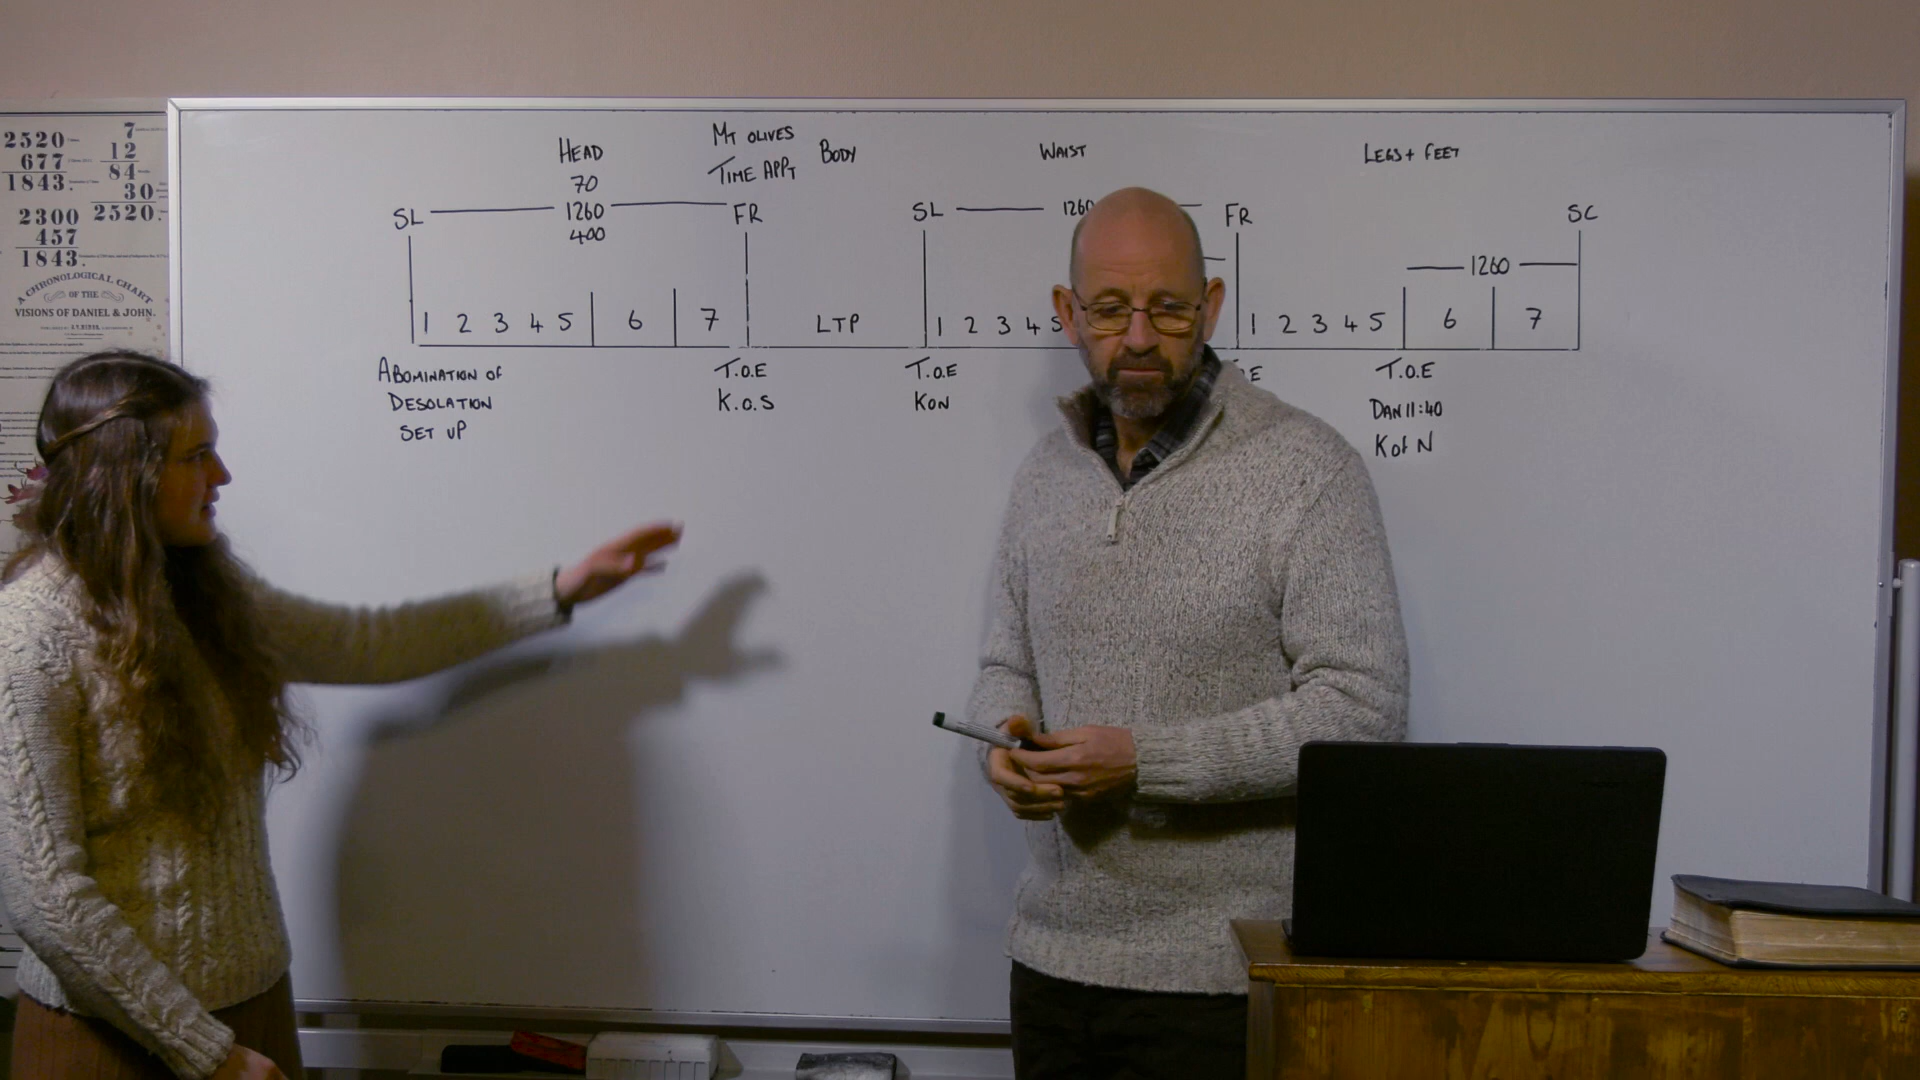 2520
677
1843.
2300
457
1843.
7
12
84
30
2520.
A CHRONOLOGICAL CHART
OF THE
VISIONS OF DANIEL & JOHN.
HEAD
70
SL 1260 FR
400
MT OLIVES
TIME APPT
BODY
WAIST
LEGS + FEET
SL 1260 FR
SC
1260
1 2 3 4 5 6 7
LTP
1 2 3 4 5
1 2 3 4 5 6 7
ABOMINATION OF
DESOLATION
SET UP
T.O.E
K.O.S
T.O.E
KON
E
T.O.E
DAN 11:40
K of N